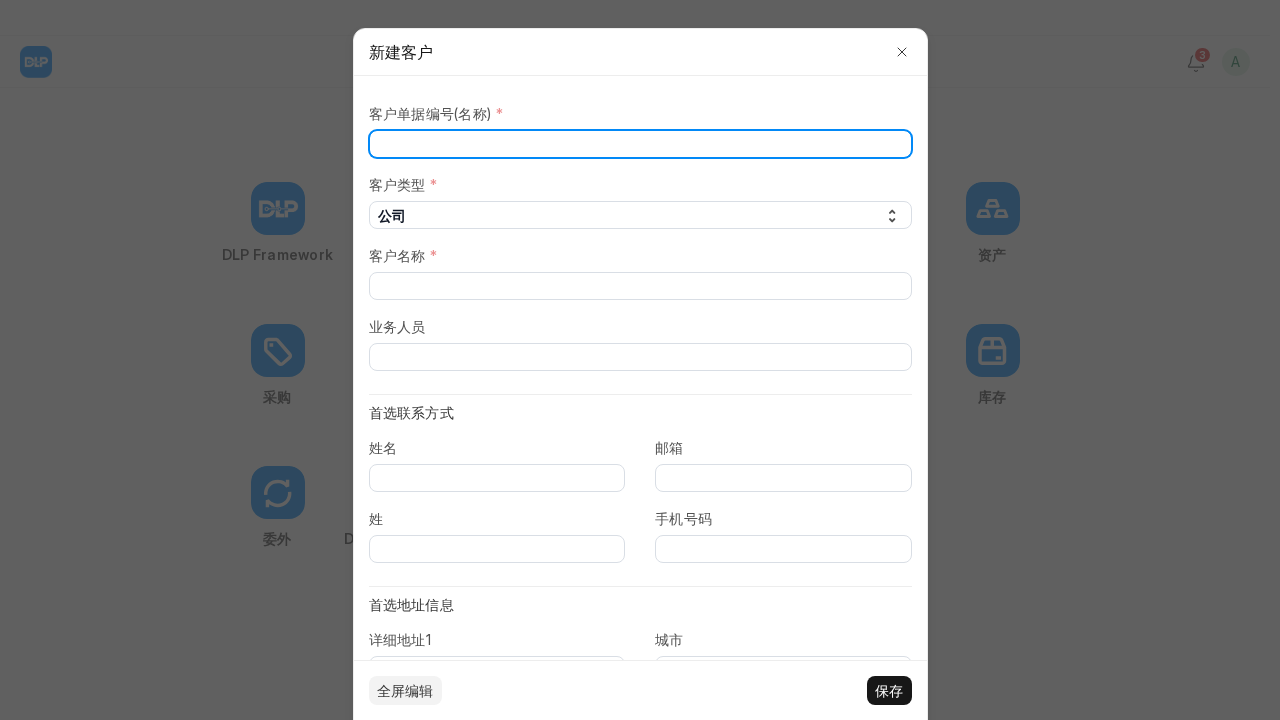 新建客户
DLP
3
A
客户单据编号(名称) *
客户类型 *
公司
客户名称 *
业务人员
首选联系方式
姓名
邮箱
姓
手机号码
首选地址信息
详细地址1
城市
全屏编辑
保存
DLP
DLP Framework
资产
采购
库存
委外
D